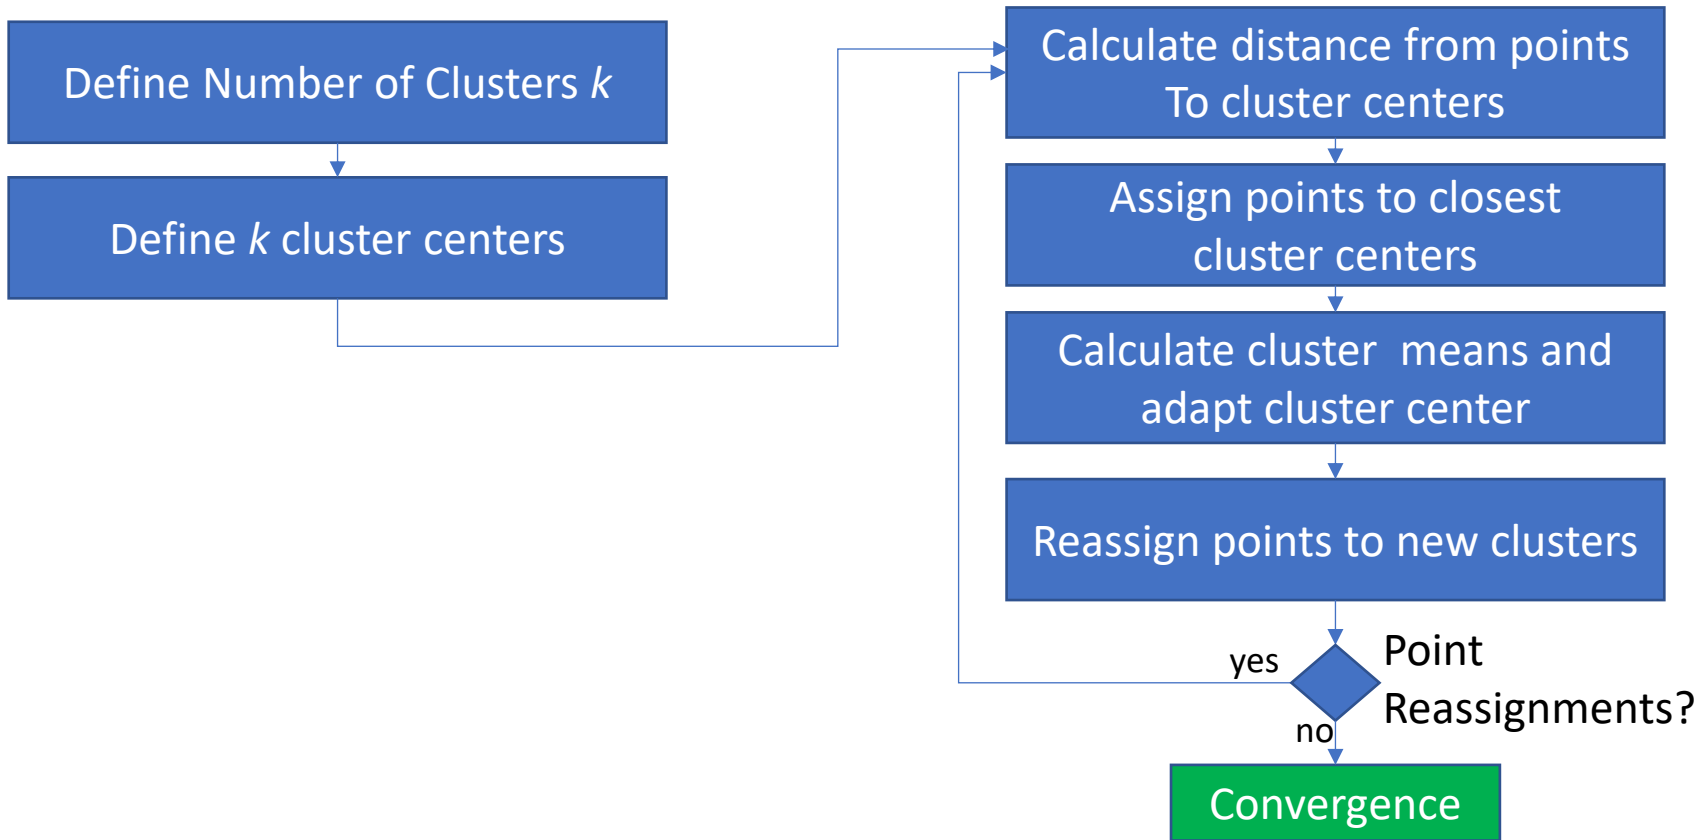 Define Number of Clusters k
Define k cluster centers
Calculate distance from points
To cluster centers
Assign points to closest
cluster centers
Calculate cluster  means and
adapt cluster center
Reassign points to new clusters
yes
Point
Reassignments?
no
Convergence